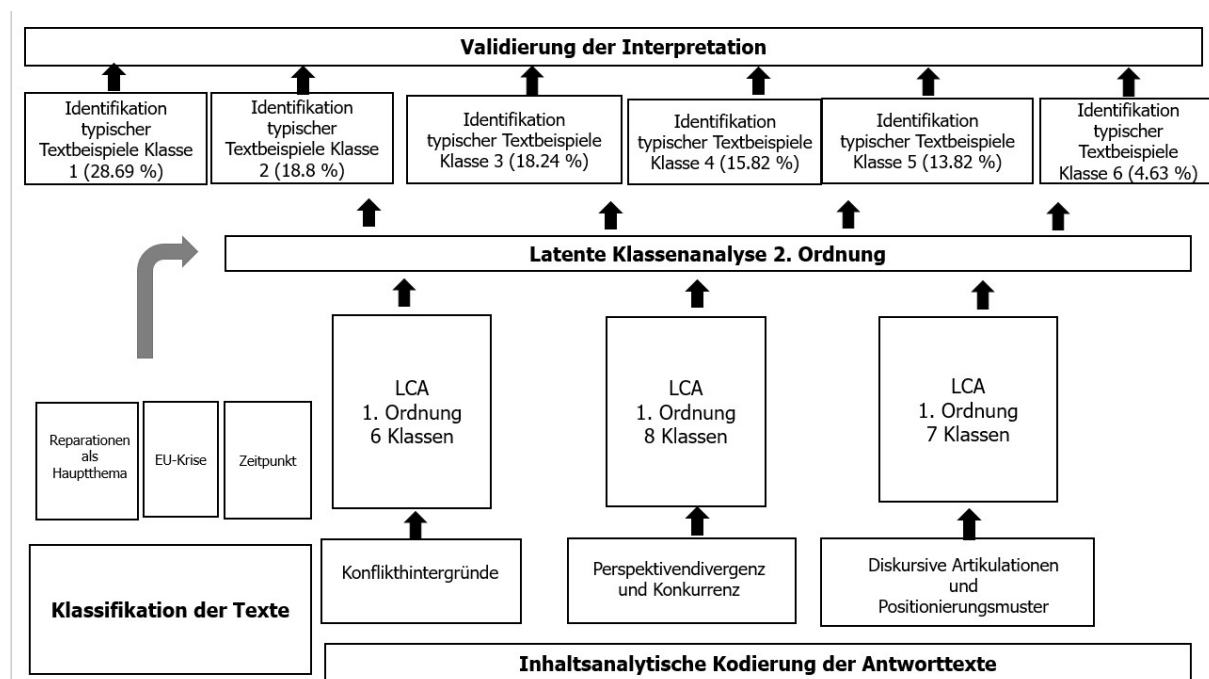 Validierung der Interpretation
Identifikation
typischer
Textbeispiele Klasse
1 (28.69 %)
Identifikation
typischer
Textbeispiele Klasse
2 (18.8 %)
Identifikation
typischer Textbeispiele
Klasse 3 (18.24 %)
Identifikation
typischer Textbeispiele
Klasse 4 (15.82 %)
Identifikation
typischer Textbeispiele
Klasse 5 (13.82 %)
Identifikation
typischer
Textbeispiele
Klasse 6 (4.63 %)
Latente Klassenanalyse 2. Ordnung
LCA
1. Ordnung
6 Klassen
LCA
1. Ordnung
8 Klassen
LCA
1. Ordnung
7 Klassen
Reparationen
als
Hauptthema
EU-Krise
Zeitpunkt
Konflikthintergründe
Perspektivendivergenz
und Konkurrenz
Diskursive Artikulationen
und
Positionierungsmuster
Klassifikation der Texte
Inhaltsanalytische Kodierung der Antworttexte